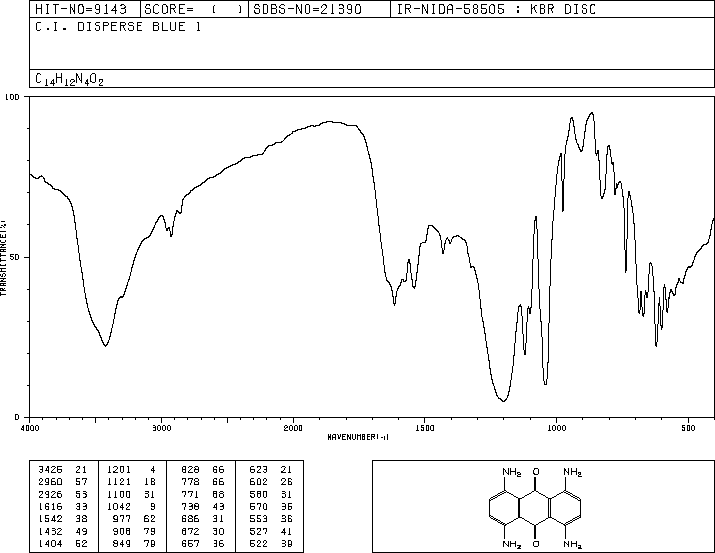 HIT-NO=9143 SCORE= ( ) SDBS-NO=21390 IR-NIDA-58505 : KBR DISC
C.I. DISPERSE BLUE 1
C14H12N4O2
100
TRANSMITTANCE(%)
50
0
4000 3000 2000 1500 1000 500
WAVENUMBER(-1)
3426 21 1201 4 828 66 623 21
2960 57 1121 18 778 66 602 26
2926 53 1100 31 771 68 580 31
1616 33 1042 9 738 43 570 36
1542 38 977 62 686 31 553 36
1432 49 908 79 672 30 527 41
1404 52 849 79 657 36 522 39
NH2 O NH2
NH2 O NH2